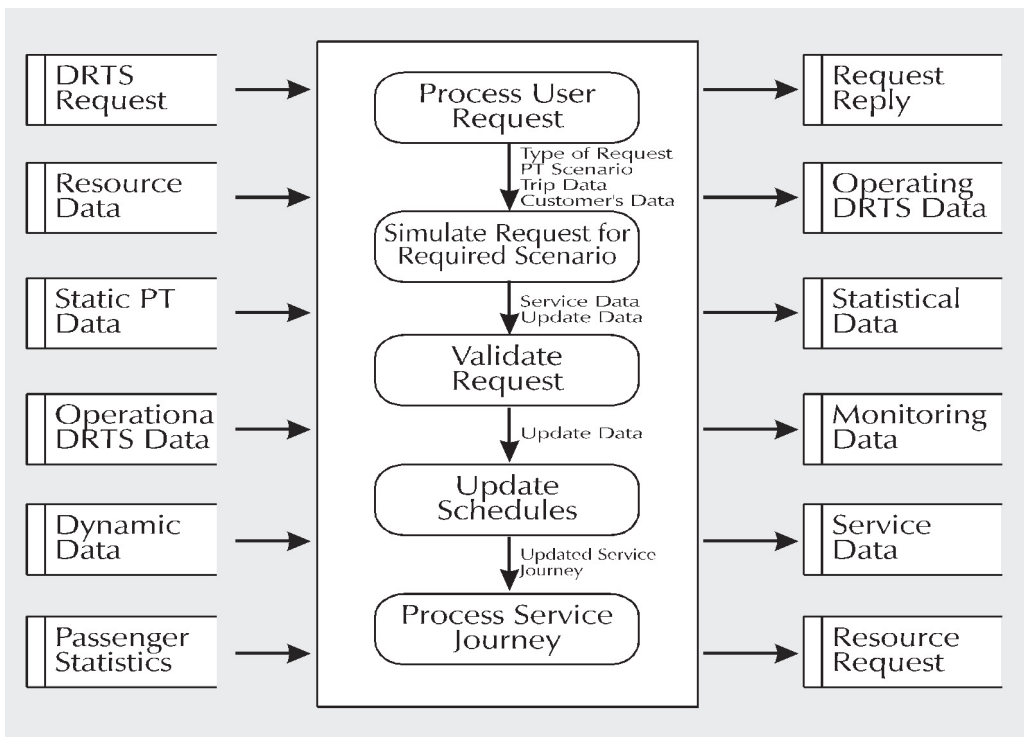 DRTS
Request
Resource
Data
Static PT
Data
Operationa
DRTS Data
Dynamic
Data
Passenger
Statistics
Process User
Request
Type of Request
PT Scenario
Trip Data
Customer's Data
Simulate Request for
Required Scenario
Service Data
Update Data
Validate
Request
Update Data
Update
Schedules
Updated Service
Journey
Process Service
Journey
Request
Reply
Operating
DRTS Data
Statistical
Data
Monitoring
Data
Service
Data
Resource
Request